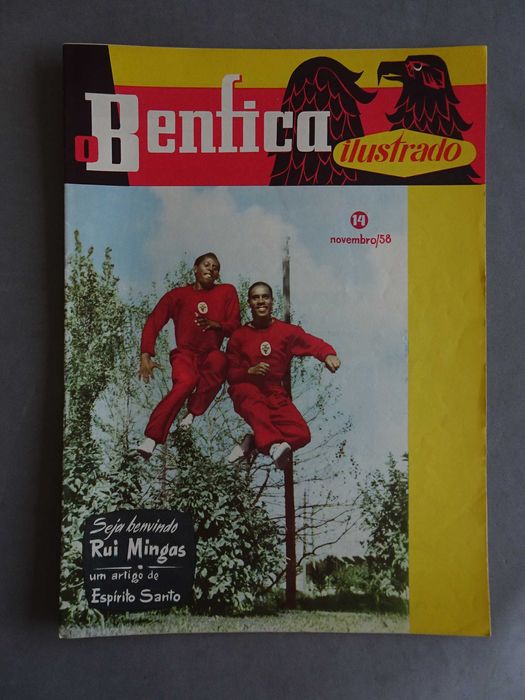 o Benfica
ilustrado
14
novembro/58
Seja benvindo
Rui Mingas
um artigo de
Espírito Santo